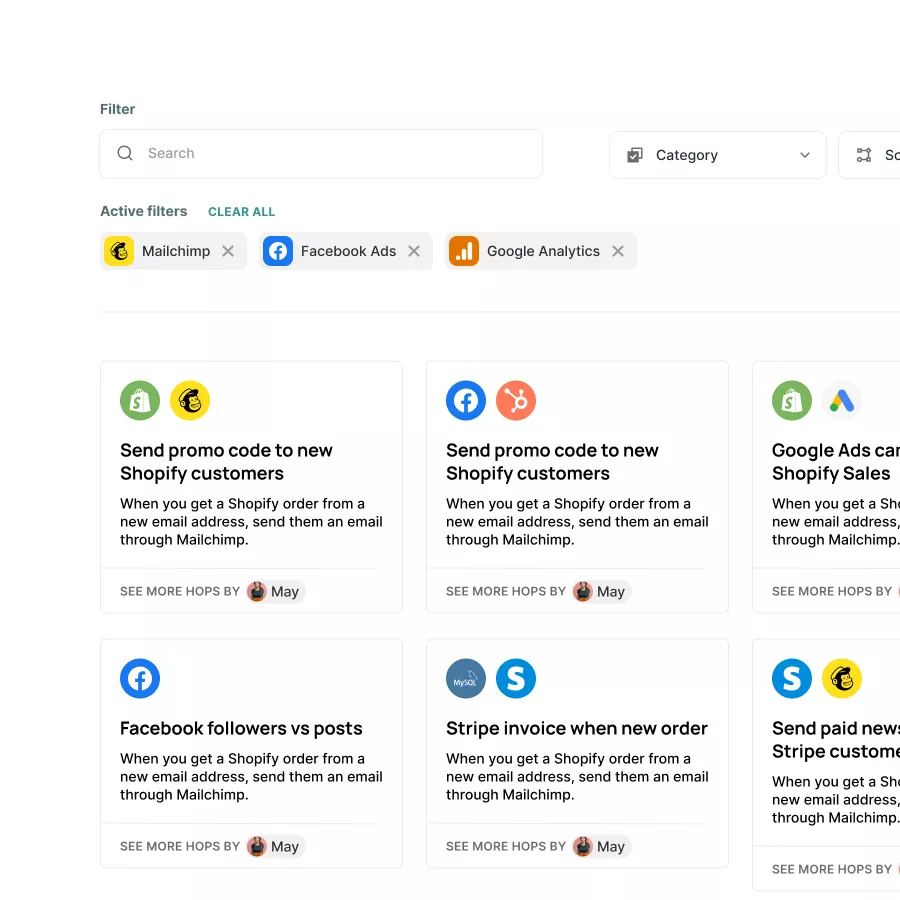 Filter
Search
Category
Active filters
CLEAR ALL
Mailchimp
Facebook Ads
Google Analytics
Send promo code to new
Shopify customers
When you get a Shopify order from a
new email address, send them an email
through Mailchimp.
SEE MORE HOPS BY
May
Send promo code to new
Shopify customers
When you get a Shopify order from a
new email address, send them an email
through Mailchimp.
SEE MORE HOPS BY
May
Google Ads
Shopify Sales
When you get a
new email address,
through Mailchimp.
SEE MORE HOPS BY
Facebook followers vs posts
When you get a Shopify order from a
new email address, send them an email
through Mailchimp.
SEE MORE HOPS BY
May
MySQL
Stripe invoice when new order
When you get a Shopify order from a
new email address, send them an email
through Mailchimp.
SEE MORE HOPS BY
May
Send paid
Stripe
When you get a
new email address,
through Mailchimp.
SEE MORE HOPS BY